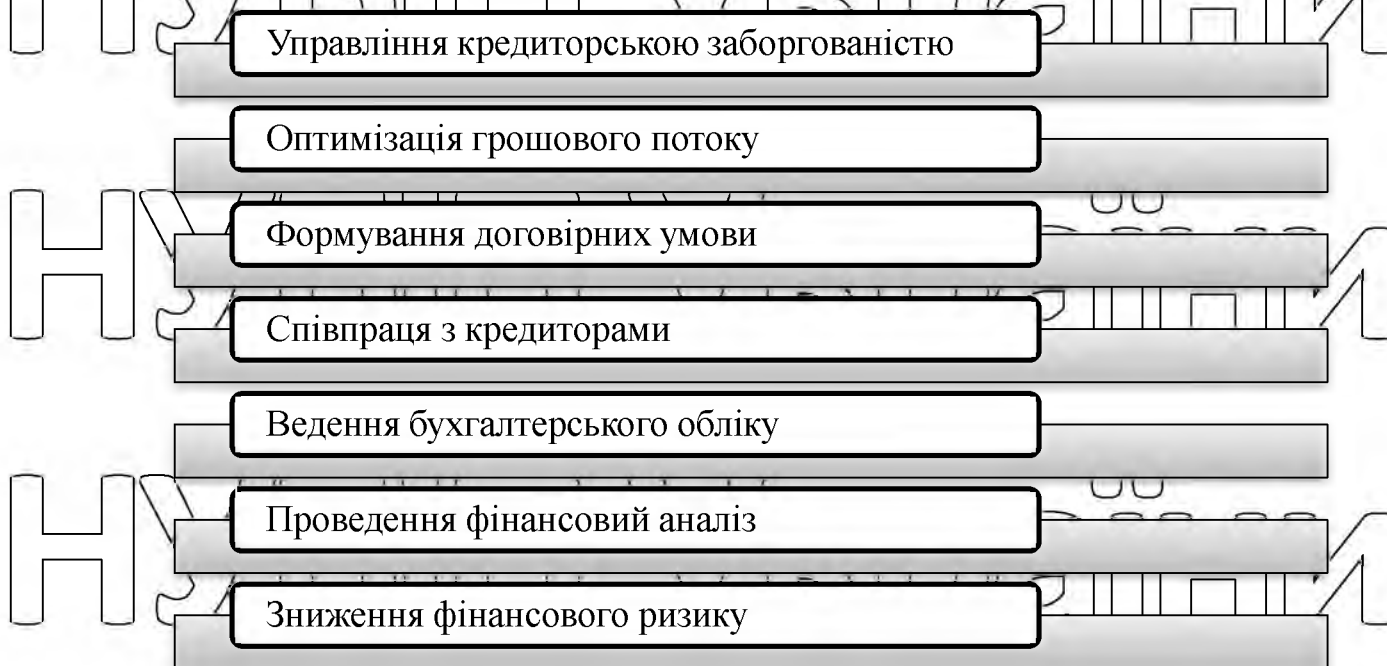 Управління кредиторською заборгованістю
Оптимізація грошового потоку
Формування договірних умови
Співпраця з кредиторами
Ведення бухгалтерського обліку
Проведення фінансовий аналіз
Зниження фінансового ризику